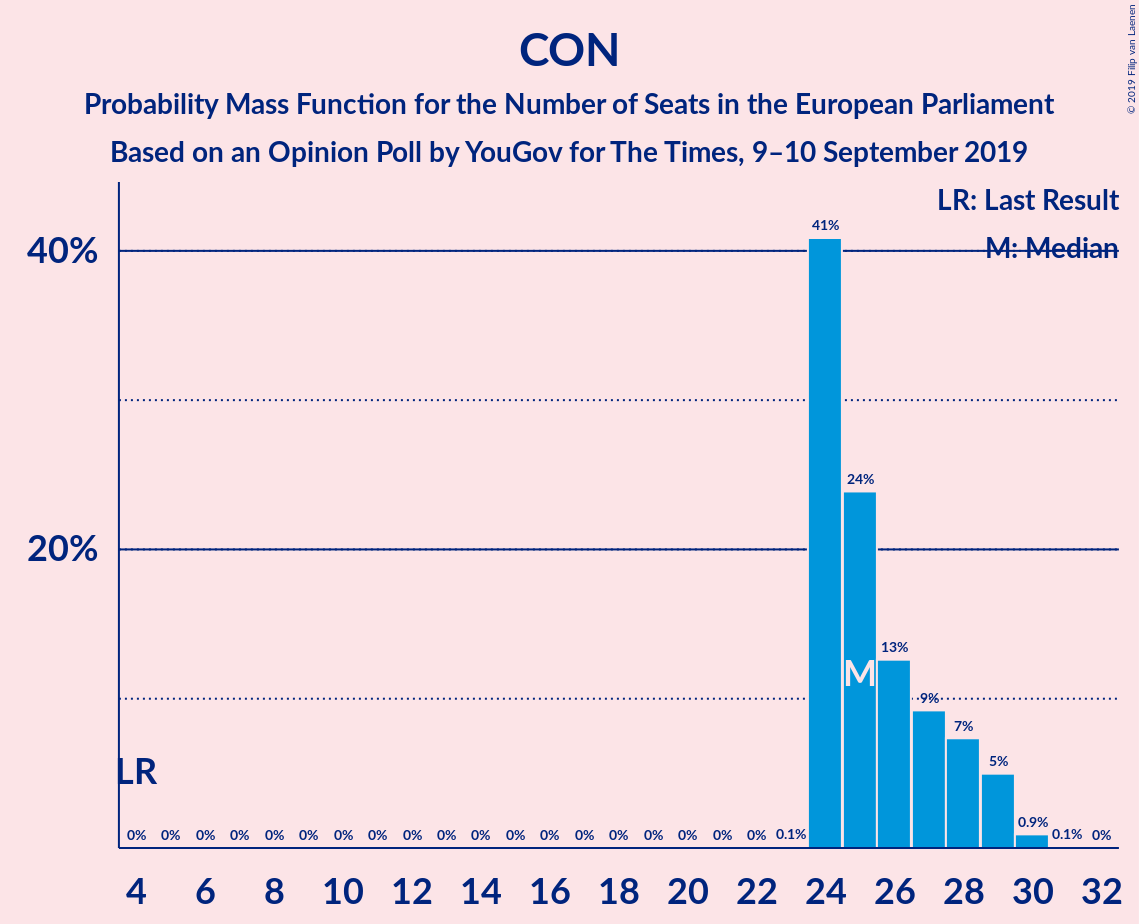 © 2019 Filip van Laenen
CON
Probability Mass Function for the Number of Seats in the European Parliament
Based on an Opinion Poll by YouGov for The Times, 9–10 September 2019
LR: Last Result
M: Median
40%
20%
41%
24%
13%
9%
7%
5%
0.9%
0.1%
0%
M
LR
0% 0% 0% 0% 0% 0% 0% 0% 0% 0% 0% 0% 0% 0% 0% 0% 0% 0% 0% 0.1%
4 6 8 10 12 14 16 18 20 22 24 26 28 30 32